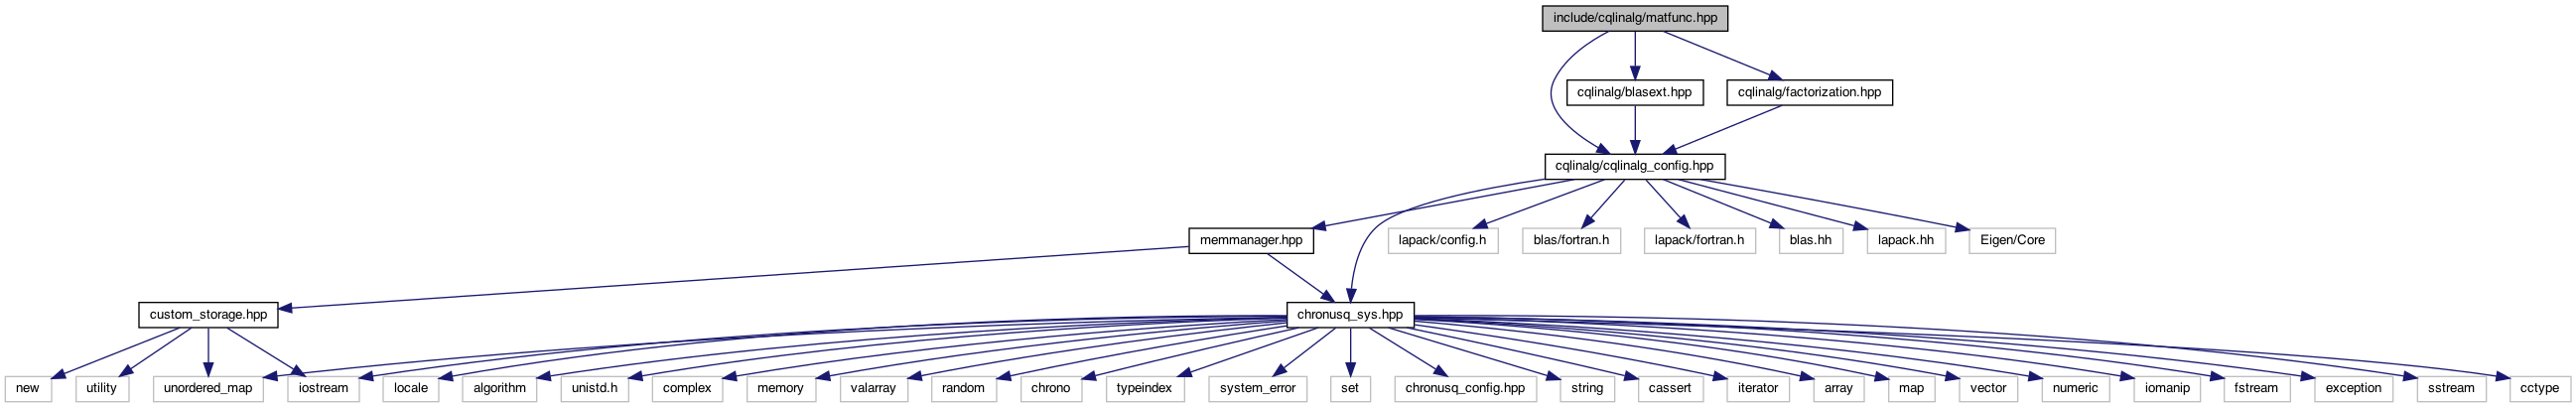 include/cqlinalg/matfunc.hpp
cqlinalg/blasext.hpp
cqlinalg/factorization.hpp
cqlinalg/cqlinalg_config.hpp
memmanager.hpp
lapack/config.h
blas/fortran.h
lapack/fortran.h
blas.hh
lapack.hh
Eigen/Core
custom_storage.hpp
chronusq_sys.hpp
new
utility
unordered_map
iostream
locale
algorithm
unistd.h
complex
memory
valarray
random
chrono
typeindex
system_error
set
chronusq_config.hpp
string
cassert
iterator
array
map
vector
numeric
iomanip
fstream
exception
sstream
cctype